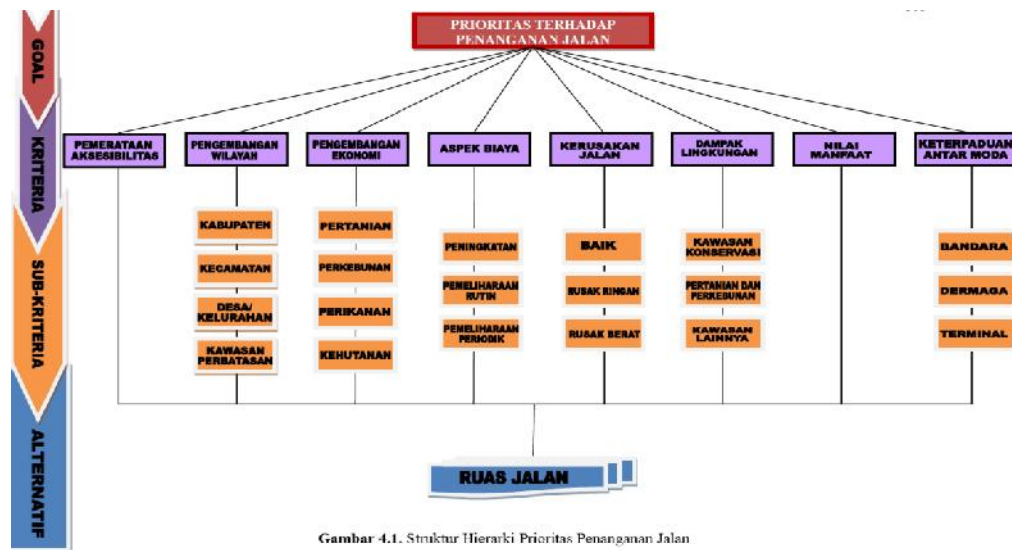 PRIORITAS TERHADAP
PENANGANAN JALAN
GOAL
KRITERIA
SUB-KRITERIA
ALTERNATIF
PEMERATAAN
AKSESIBILITAS
PENGEMBANGAN
WILAYAH
PENGEMBANGAN
EKONOMI
ASPEK BIAYA
KERUSAKAN
JALAN
DAMPAK
LINGKUNGAN
NILAI
MANFAAT
KETERPADUAN
ANTAR MODA
KABUPATEN
KECAMATAN
DESA/
KELURAHAN
KAWASAN
PERBATASAN
PERTANIAN
PERKEBUNAN
PERIKANAN
KEHUTANAN
PENINGKATAN
PEMELIHARAAN
RUTIN
PEMELIHARAAN
PERIODIK
BAIK
RUSAK RINGAN
RUSAK BERAT
KAWASAN
KONSERVASI
PERTANIAN DAN
PERKEBUNAN
KAWASAN
LAINNYA
BANDARA
DERMAGA
TERMINAL
RUAS JALAN
Gambar 4.1. Struktur Hierarki Prioritas Penanganan Jalan